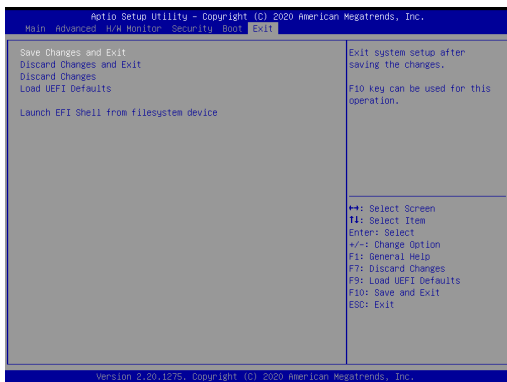 Aptio Setup Utility – Copyright (C) 2020 American Megatrends, Inc.
Main Advanced H/W Monitor Security Boot Exit
Save Changes and Exit
Discard Changes and Exit
Discard Changes
Load UEFI Defaults
Launch EFI Shell from filesystem device
Exit system setup after
saving the changes.
F10 key can be used for this
operation.
↔: Select Screen
↑↓: Select Item
Enter: Select
+/-: Change Option
F1: General Help
F7: Discard Changes
F9: Load UEFI Defaults
F10: Save and Exit
ESC: Exit
Version 2.20.1275. Copyright (C) 2020 American Megatrends, Inc.